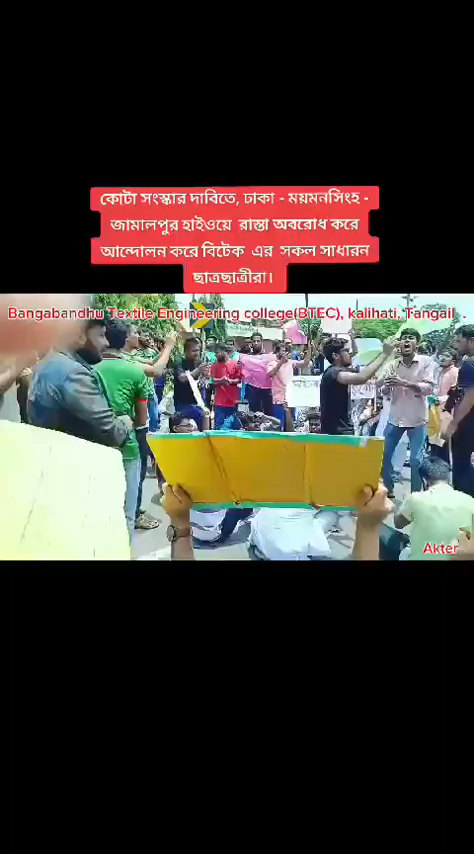 কোটা সংস্কার দাবিতে, ঢাকা - ময়মনসিংহ -
জামালপুর হাইওয়ে রাস্তা অবরোধ করে
আন্দোলন করে বিটেক এর সকল সাধারন
ছাত্রছাত্রীরা।
Bangabandhu Textile Engineering college(BTEC), kalihati, Tangail .
Akter